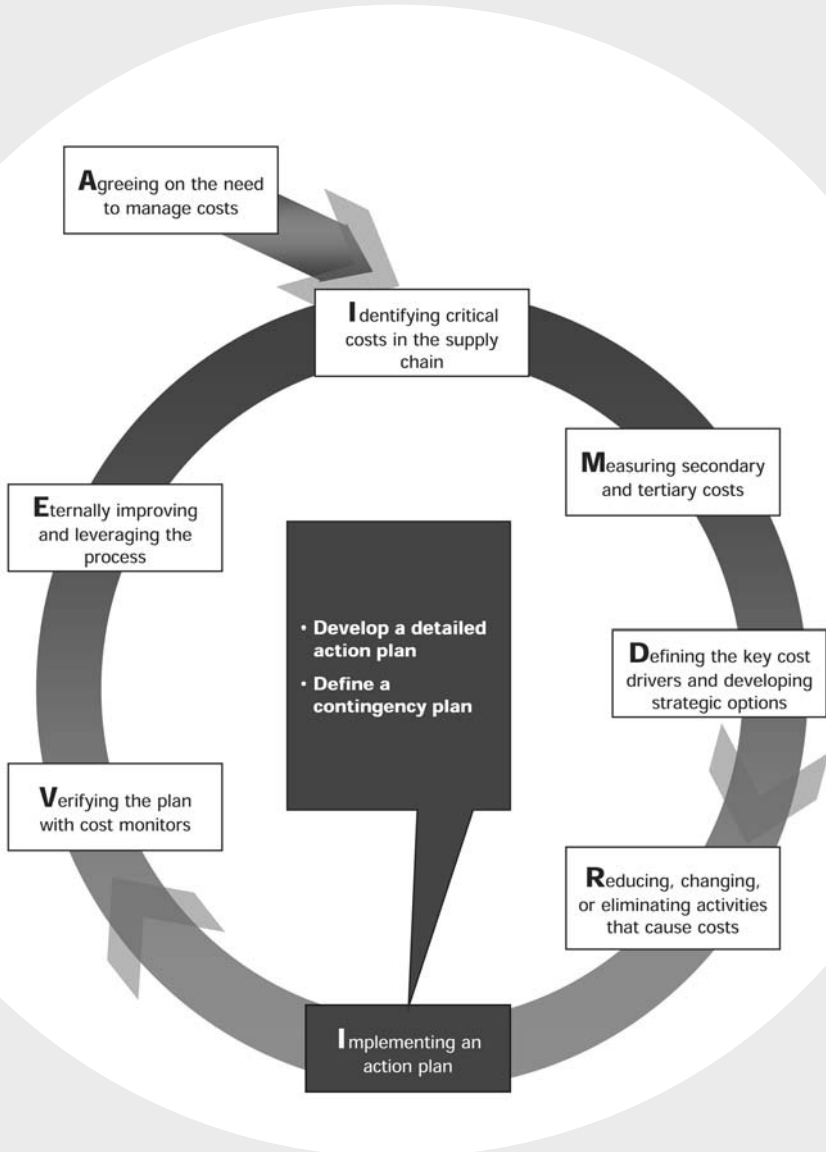 Agreeing on the need
to manage costs
Identifying critical
costs in the supply
chain
Measuring secondary
and tertiary costs
Eternally improving
and leveraging the
process
• Develop a detailed
action plan
• Define a
contingency plan
Defining the key cost
drivers and developing
strategic options
Verifying the plan
with cost monitors
Reducing, changing,
or eliminating activities
that cause costs
Implementing an
action plan